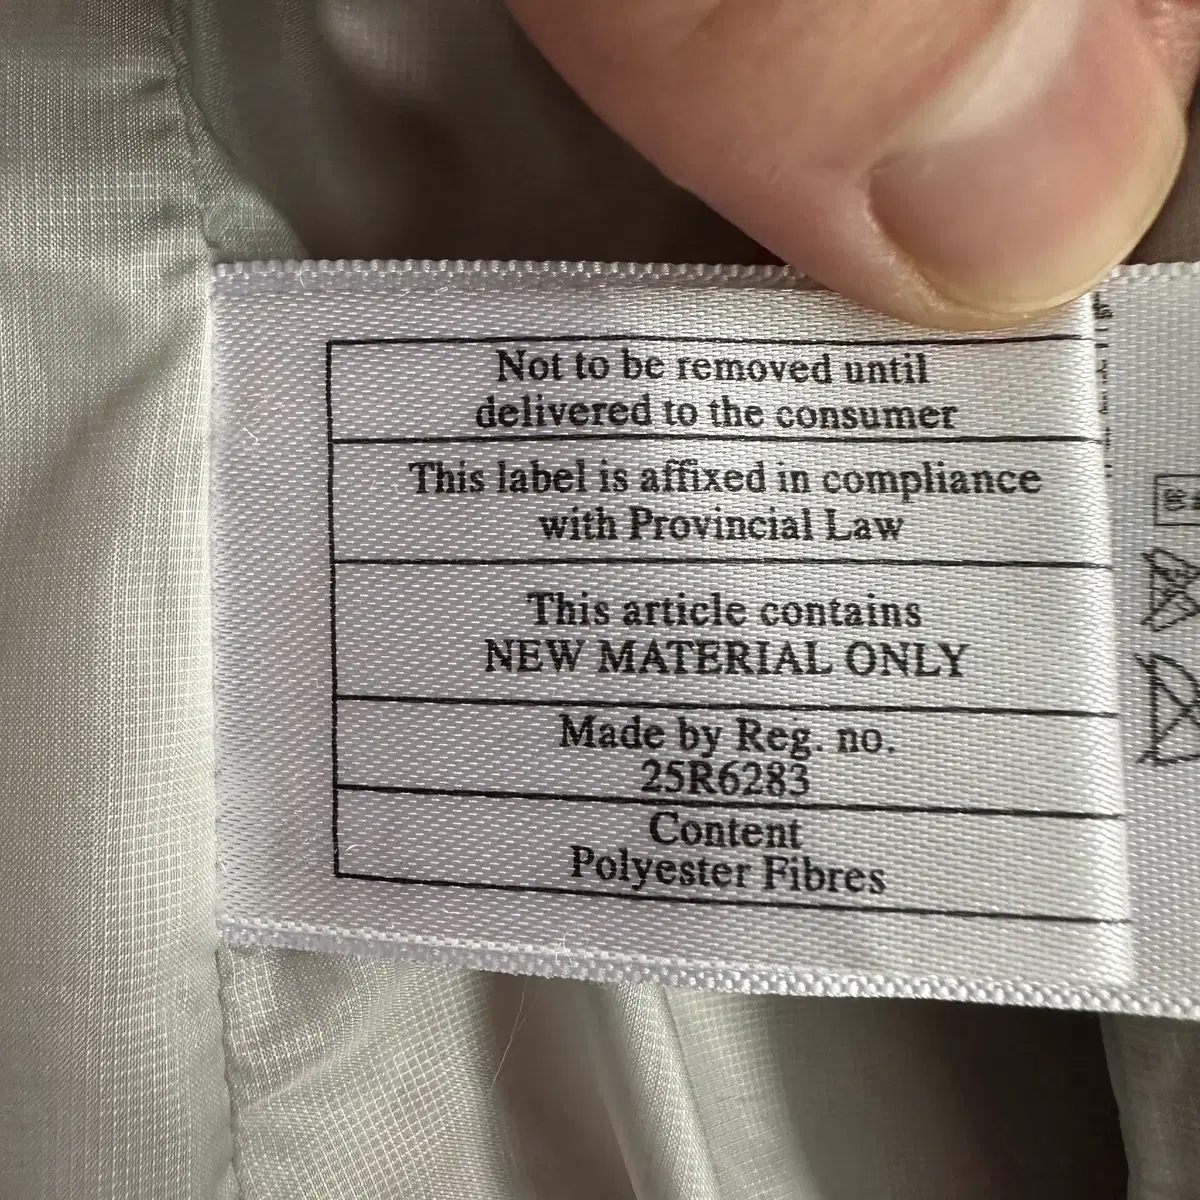 Not to be removed until
delivered to the consumer
This label is affixed in compliance
with Provincial Law
This article contains
NEW MATERIAL ONLY
Made by Reg. no.
25R6283
Content
Polyester Fibres
30